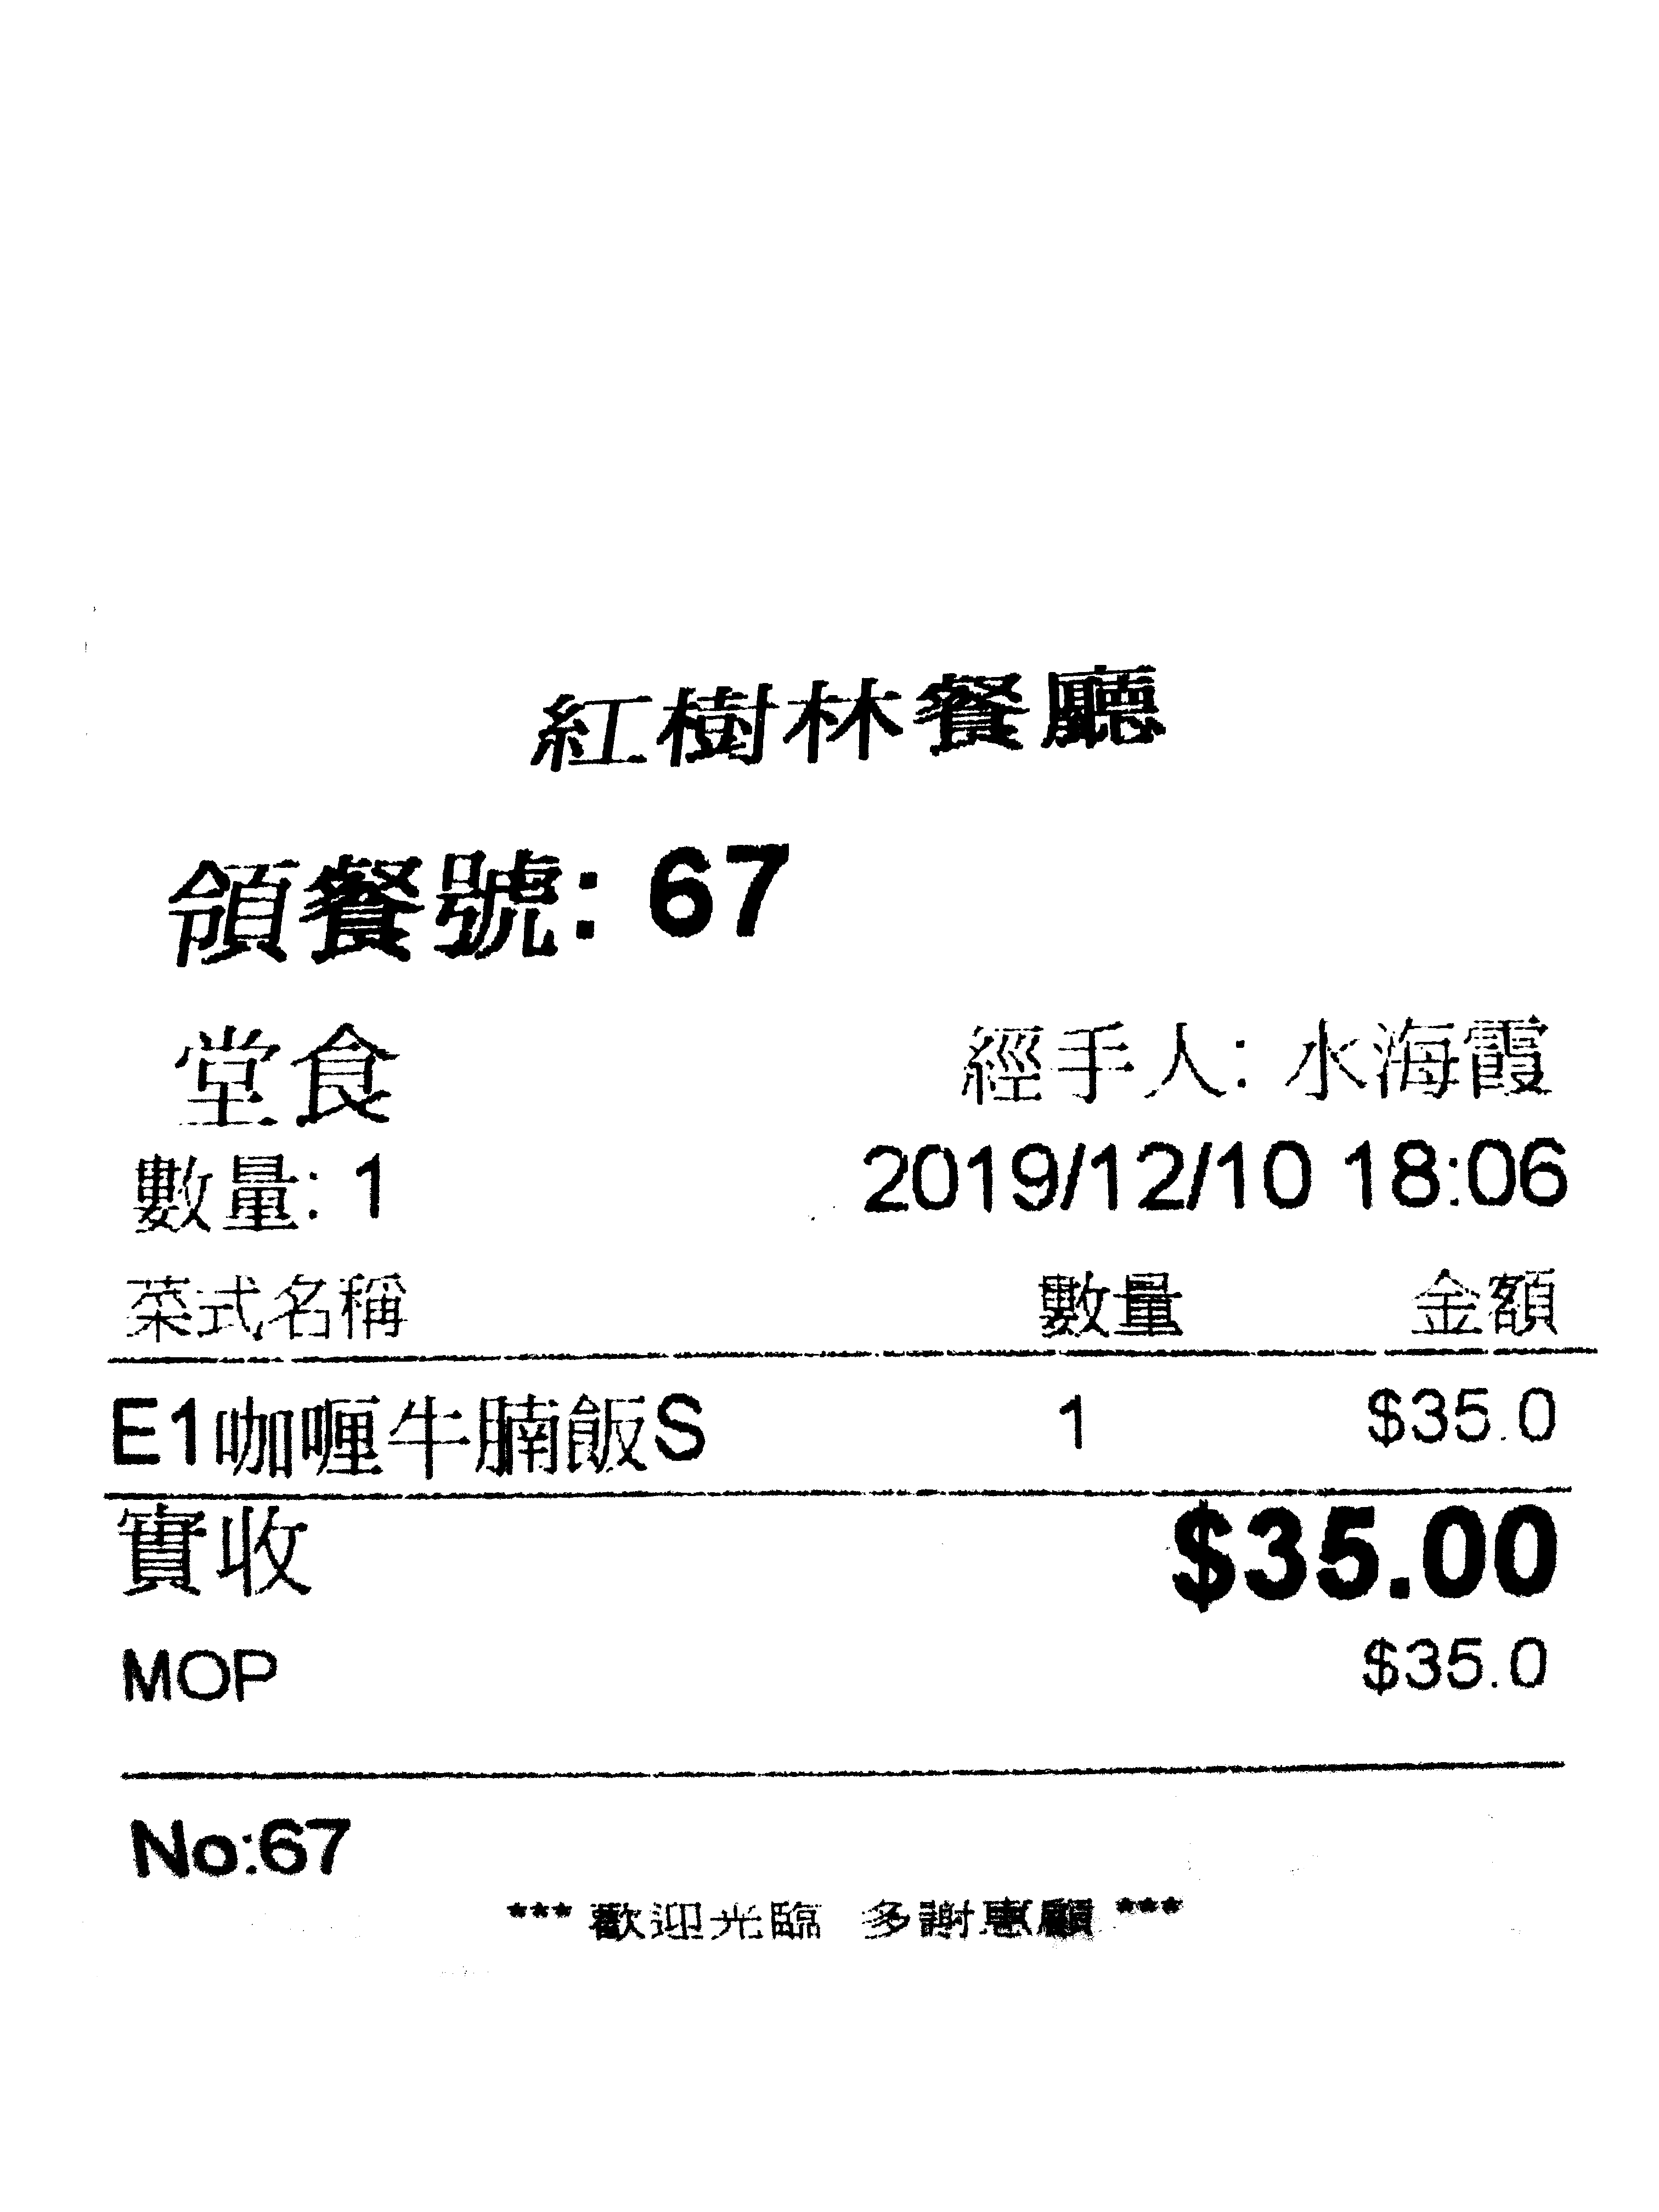 紅樹林餐廳
領餐號: 67
堂食 經手人: 水海霞
數量: 1 2019/12/10 18:06
菜式名稱 數量 金額
E1咖喱牛腩飯S 1 $35.0
實收 $35.00
MOP $35.0
No:67
*** 歡迎光臨 多謝惠顧 ***